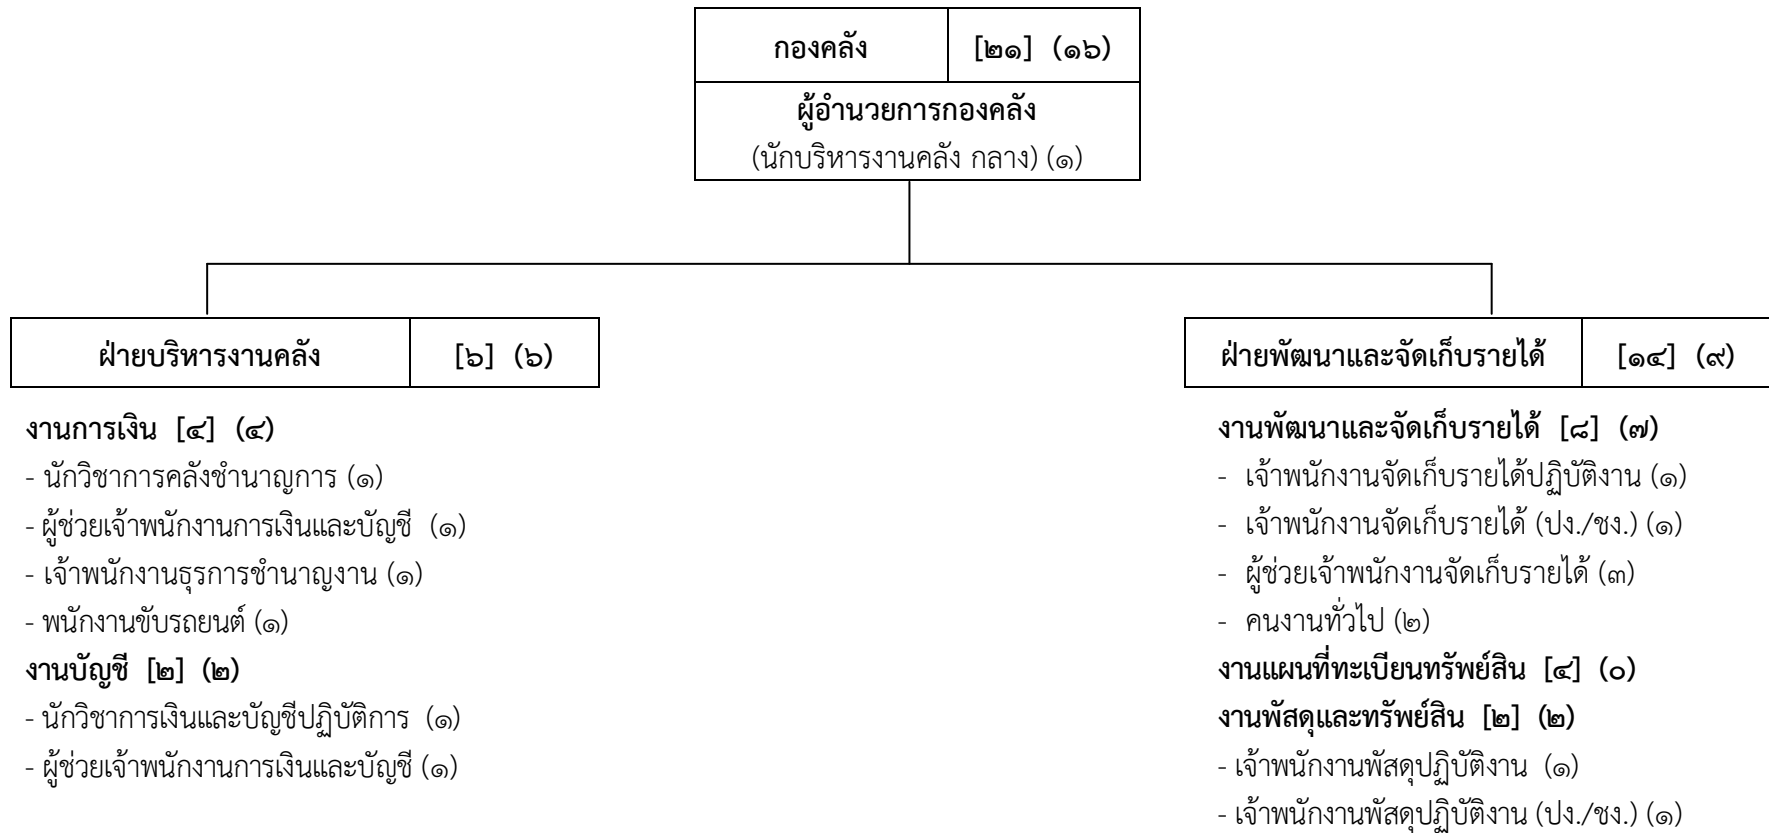 กองคลัง [๒๑] (๑๖)
ผู้อำนวยการกองคลัง
(นักบริหารงานคลัง กลาง) (๑)
ฝ่ายบริหารงานคลัง [๖] (๖)
งานการเงิน [๔] (๔)
- นักวิชาการคลังชำนาญการ (๑)
- ผู้ช่วยเจ้าพนักงานการเงินและบัญชี (๑)
- เจ้าพนักงานธุรการชำนาญงาน (๑)
- พนักงานขับรถยนต์ (๑)
งานบัญชี [๒] (๒)
- นักวิชาการเงินและบัญชีปฏิบัติการ (๑)
- ผู้ช่วยเจ้าพนักงานการเงินและบัญชี (๑)
ฝ่ายพัฒนาและจัดเก็บรายได้ [๑๔] (๙)
งานพัฒนาและจัดเก็บรายได้ [๘] (๗)
- เจ้าพนักงานจัดเก็บรายได้ปฏิบัติงาน (๑)
- เจ้าพนักงานจัดเก็บรายได้ (ปง./ชง.) (๑)
- ผู้ช่วยเจ้าพนักงานจัดเก็บรายได้ (๓)
- คนงานทั่วไป (๒)
งานแผนที่ทะเบียนทรัพย์สิน [๔] (๐)
งานพัสดุและทรัพย์สิน [๒] (๒)
- เจ้าพนักงานพัสดุปฏิบัติงาน (๑)
- เจ้าพนักงานพัสดุปฏิบัติงาน (ปง./ชง.) (๑)